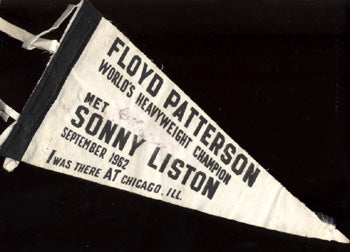 FLOYD PATTERSON
WORLD'S HEAVYWEIGHT CHAMPION
MET
SONNY LISTON
SEPTEMBER 1962
I WAS THERE AT CHICAGO, ILL.